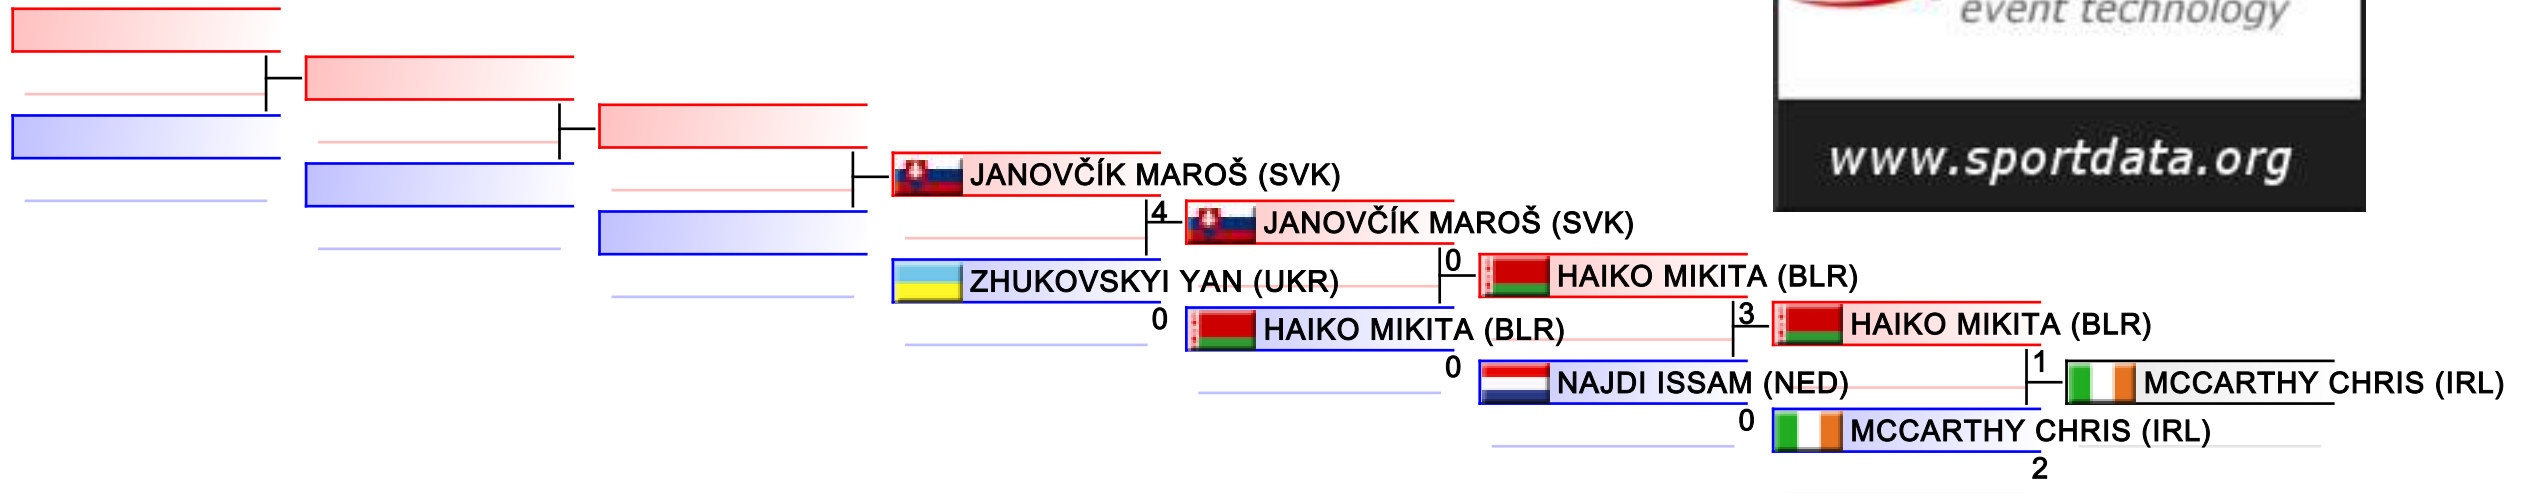 event technology
www.sportdata.org
JANOVČÍK MAROŠ (SVK)
4
JANOVČÍK MAROŠ (SVK)
0
ZHUKOVSKYI YAN (UKR)
0
HAIKO MIKITA (BLR)
3
HAIKO MIKITA (BLR)
0
HAIKO MIKITA (BLR)
1
NAJDI ISSAM (NED)
0
MCCARTHY CHRIS (IRL)
MCCARTHY CHRIS (IRL)
2